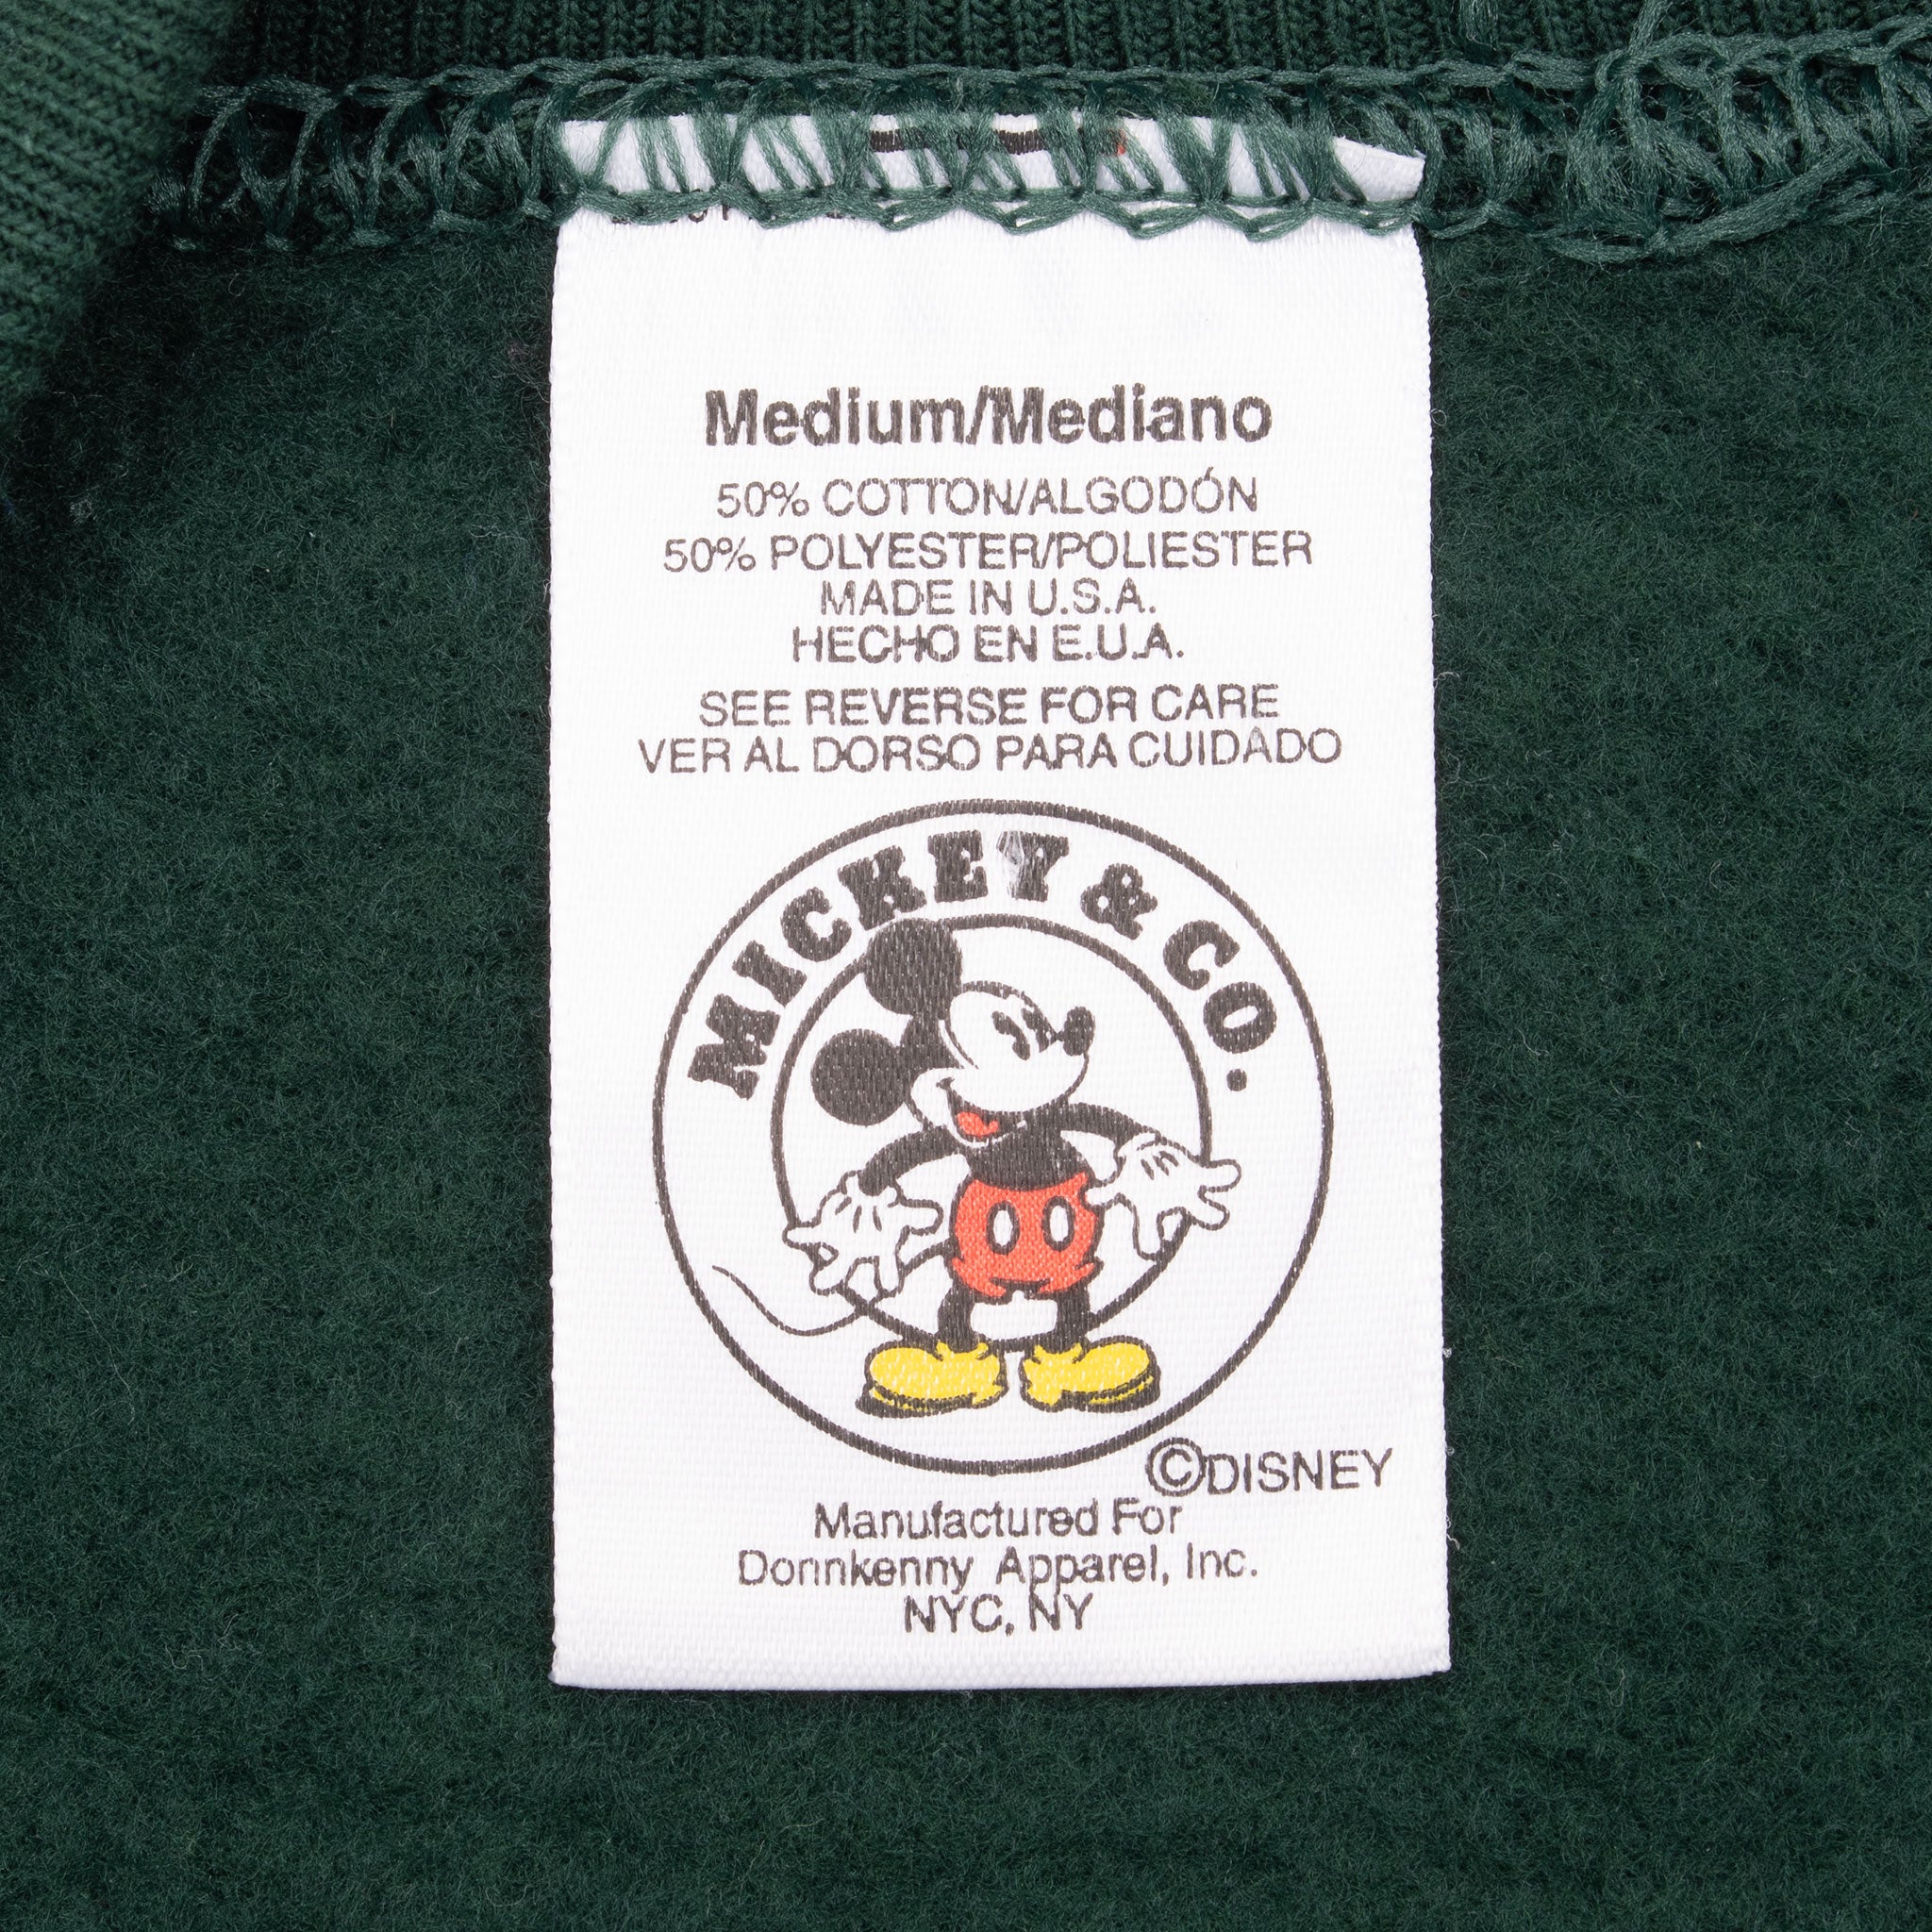 Medium/Mediano
50% COTTON/ALGODÓN
50% POLYESTER/POLIESTER
MADE IN U.S.A.
HECHO EN E.U.A.
SEE REVERSE FOR CARE
VER AL DORSO PARA CUIDADO
MICKEY & CO.
©DISNEY
Manufactured For
Donnkenny Apparel, Inc.
NYC, NY